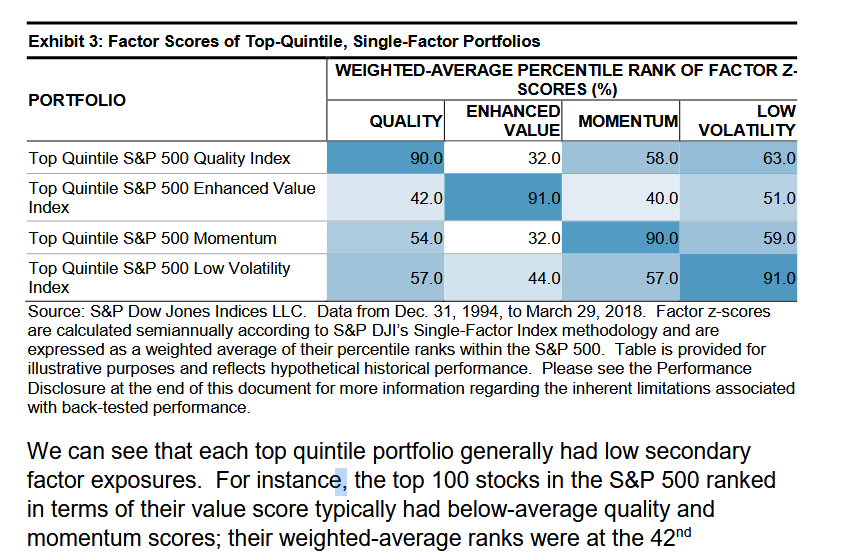 Exhibit 3: Factor Scores of Top-Quintile, Single-Factor Portfolios
WEIGHTED-AVERAGE PERCENTILE RANK OF FACTOR Z-
SCORES (%)
PORTFOLIO
QUALITY
ENHANCED
VALUE
MOMENTUM
LOW
VOLATILITY
Top Quintile S&P 500 Quality Index 90.0 32.0 58.0 63.0
Top Quintile S&P 500 Enhanced Value
Index 42.0 91.0 40.0 51.0
Top Quintile S&P 500 Momentum 54.0 32.0 90.0 59.0
Top Quintile S&P 500 Low Volatility
Index 57.0 44.0 57.0 91.0
Source: S&P Dow Jones Indices LLC. Data from Dec. 31, 1994, to March 29, 2018. Factor z-scores
are calculated semiannually according to S&P DJI’s Single-Factor Index methodology and are
expressed as a weighted average of their percentile ranks within the S&P 500. Table is provided for
illustrative purposes and reflects hypothetical historical performance. Please see the Performance
Disclosure at the end of this document for more information regarding the inherent limitations associated
with back-tested performance.
We can see that each top quintile portfolio generally had low secondary
factor exposures. For instance, the top 100 stocks in the S&P 500 ranked
in terms of their value score typically had below-average quality and
momentum scores; their weighted-average ranks were at the 42nd